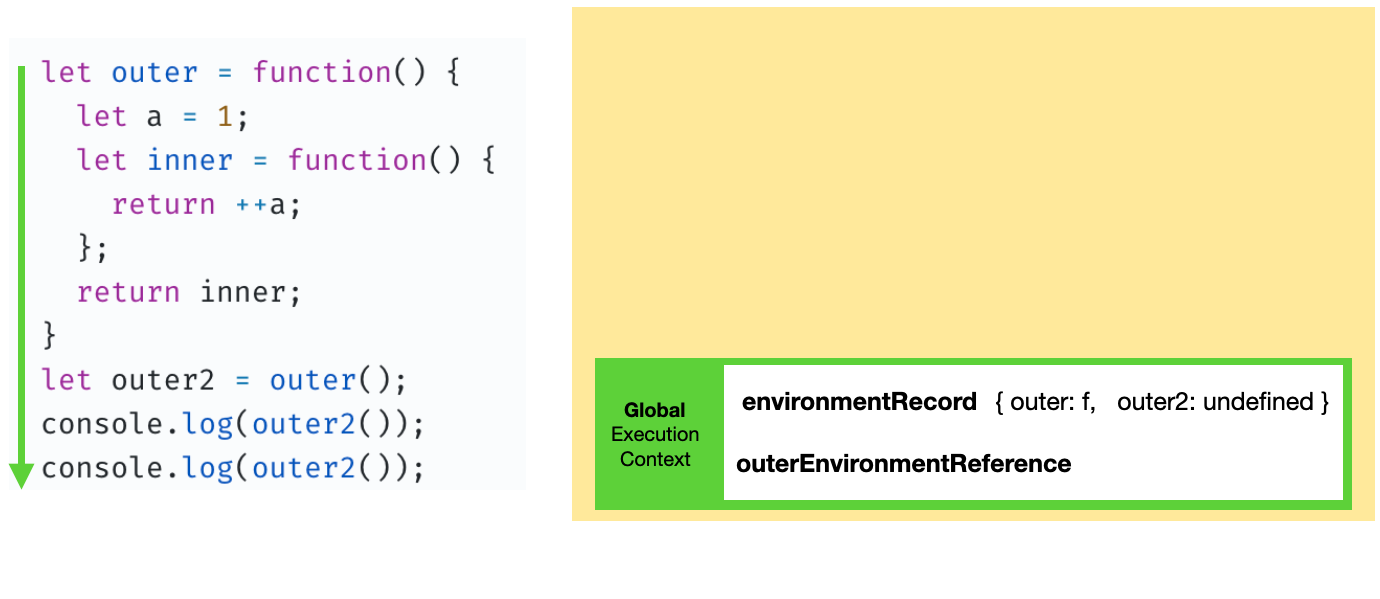 let outer = function() {
  let a = 1;
  let inner = function() {
    return ++a;
  };
  return inner;
}
let outer2 = outer();
console.log(outer2());
console.log(outer2());
Global
Execution
Context
environmentRecord { outer: f, outer2: undefined }
outerEnvironmentReference